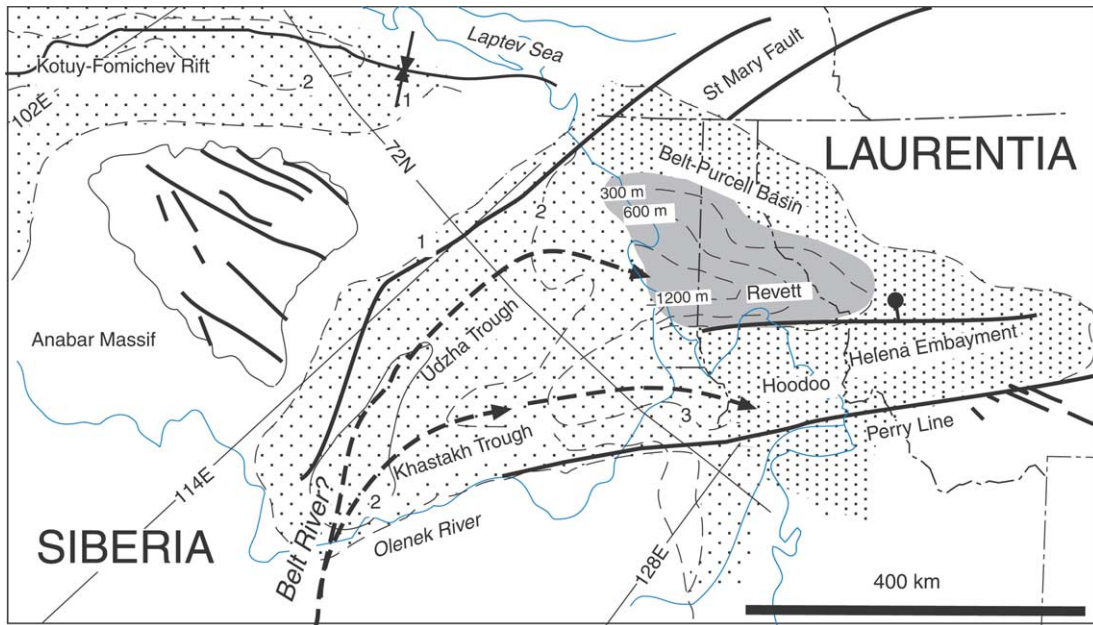 Laptev Sea
Kotuy-Fomichev Rift
2
1
102E
St Mary Fault
72N
LAURENTIA
Belt-Purcell Basin
300 m
600 m
2
1
1200 m
Revett
Anabar Massif
Udzha Trough
Helena Embayment
Hoodoo
3
Perry Line
Khastakh Trough
114E
2
Belt River?
Olenek River
SIBERIA
128E
400 km